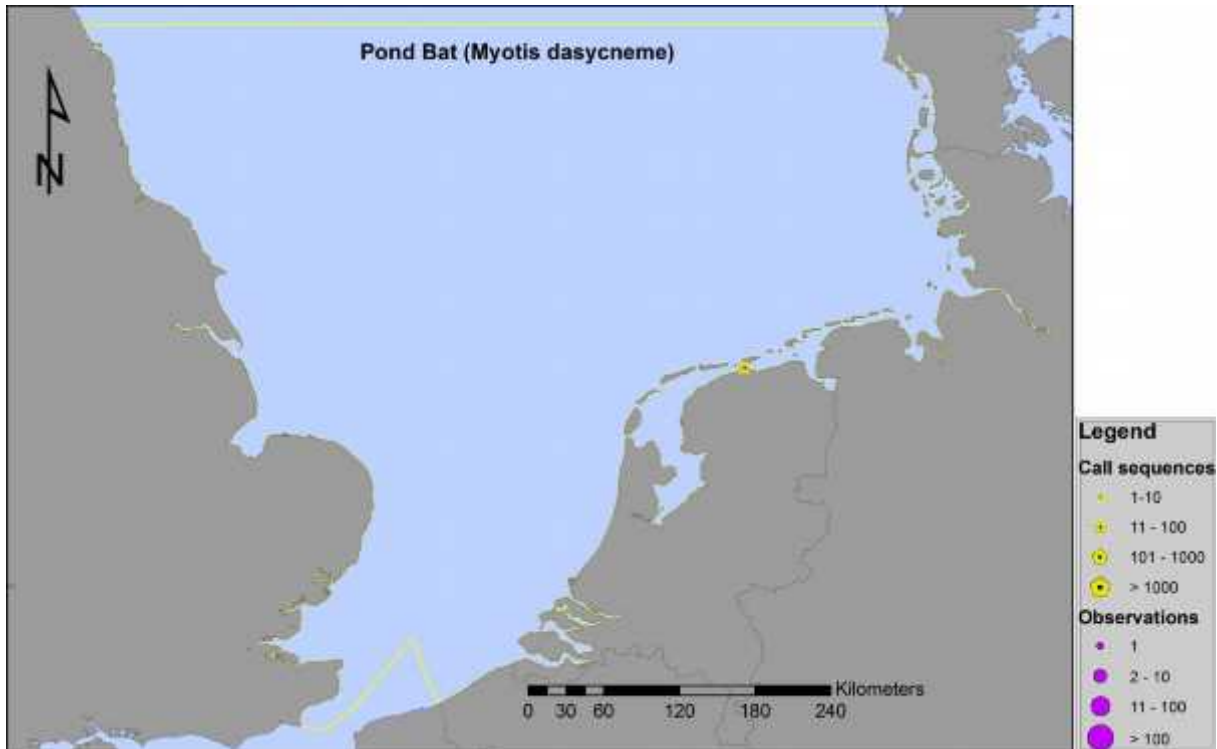 Pond Bat (Myotis dasycneme)
N
Kilometers
0 30 60 120 180 240
Legend
Call sequences
1-10
11 - 100
101 - 1000
> 1000
Observations
1
2 - 10
11 - 100
> 100